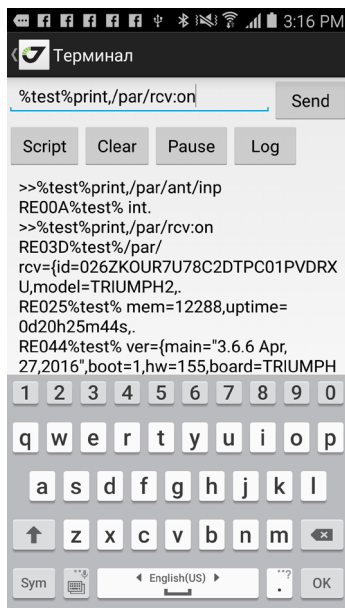 3:16 PM
Терминал
%test%print,/par/rcv:on
Send
Script Clear Pause Log
>>%test%print,/par/ant/inp
RE00A%test% int.
>>%test%print,/par/rcv:on
RE03D%test%/par/
rcv={id=026ZKOUR7U78C2DTPC01PVDRX
U,model=TRIUMPH2,.
RE025%test% mem=12288,uptime=
0d20h25m44s,.
RE044%test% ver={main="3.6.6 Apr,
27,2016",boot=1,hw=155,board=TRIUMPH
1 2 3 4 5 6 7 8 9 0
q w e r t y u i o p
a s d f g h j k l
z x c v b n m
Sym English(US) . ..? OK